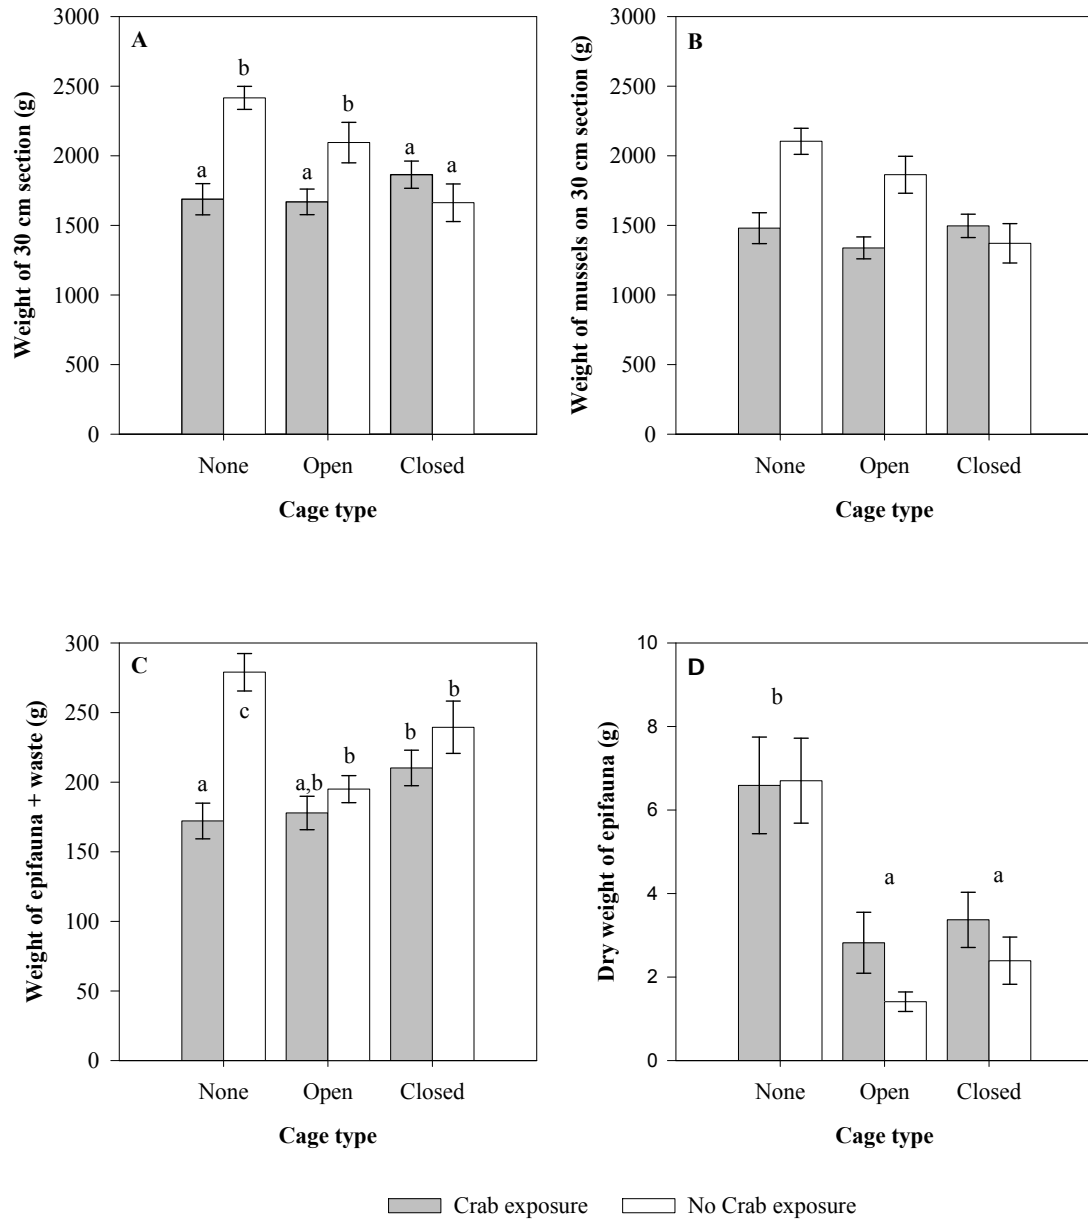 A
Weight of 30 cm section (g)
3000
2500
2000
1500
1000
500
0
a
b
a
b
a
a
None Open Closed
Cage type
B
Weight of mussels on 30 cm section (g)
3000
2500
2000
1500
1000
500
0
None Open Closed
Cage type
C
Weight of epifauna + waste (g)
300
250
200
150
100
50
0
a
c
a,b
b
b
b
None Open Closed
Cage type
D
Dry weight of epifauna (g)
10
8
6
4
2
0
b
a
a
None Open Closed
Cage type
Crab exposure No Crab exposure